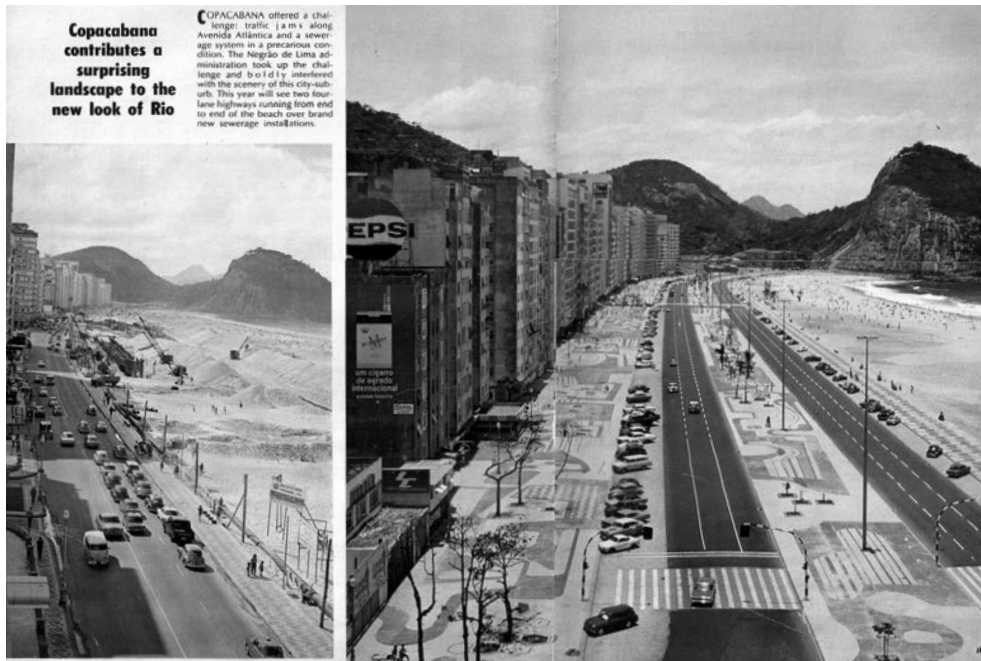 Copacabana
contributes a
surprising
landscape to the
new look of Rio
COPACABANA offered a chal-
lenge: traffic jams along
Avenida Atlântica and a sewer-
age system in a precarious con-
dition. The Negrão de Lima ad-
ministration took up the chal-
lenge and boldly interfered
with the scenery of this city-sub-
urb. This year will see two four-
lane highways running from end
to end of the beach over brand
new sewerage installations.
EPSI
um cigarro
de agrado
internacional